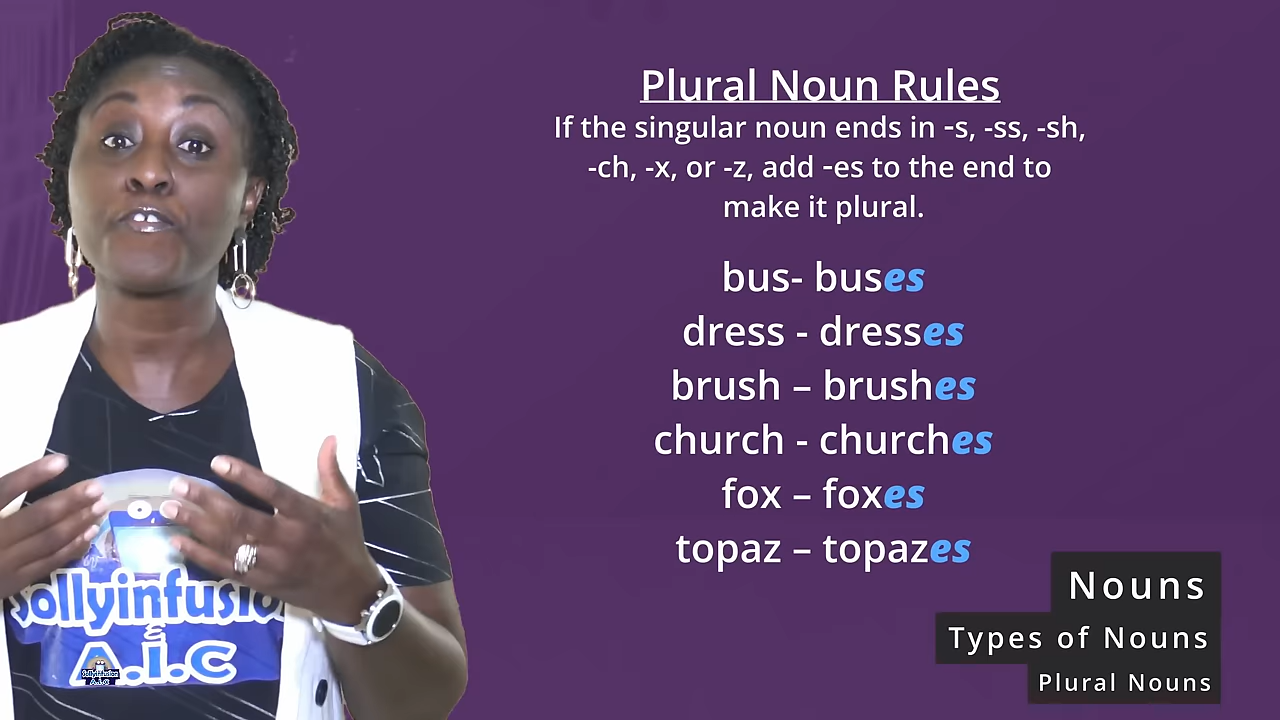 Plural Noun Rules
If the singular noun ends in -s, -ss, -sh,
-ch, -x, or -z, add -es to the end to
make it plural.
bus- buses
dress - dresses
brush – brushes
church - churches
fox – foxes
topaz – topazes
Nouns
Types of Nouns
Plural Nouns
Sollyinfusion
&
A.I.C
Sollyinfusion
A.I.C